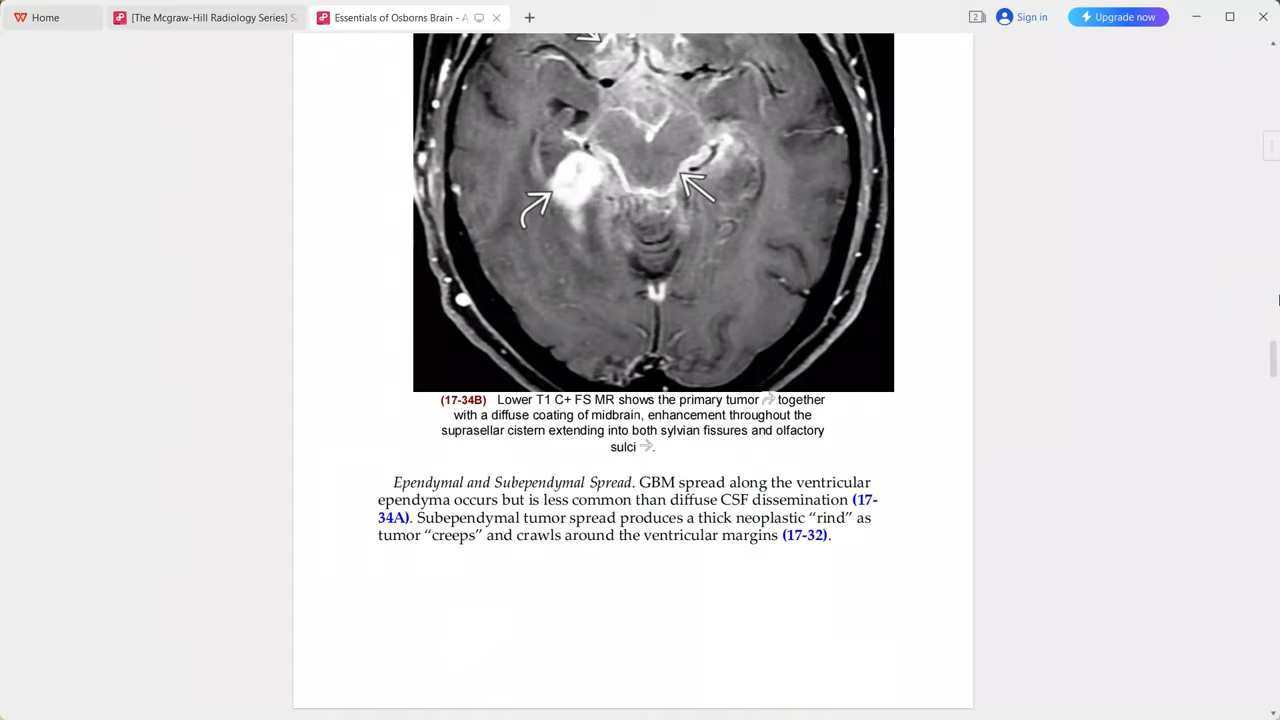 Home
[The Mcgraw-Hill Radiology Series] S
Essentials of Osborns Brain - A
2
Sign in
Upgrade now
(17-34B) Lower T1 C+ FS MR shows the primary tumor together
with a diffuse coating of midbrain, enhancement throughout the
suprasellar cistern extending into both sylvian fissures and olfactory
sulci .
Ependymal and Subependymal Spread. GBM spread along the ventricular
ependyma occurs but is less common than diffuse CSF dissemination (17-
34A). Subependymal tumor spread produces a thick neoplastic “rind” as
tumor “creeps” and crawls around the ventricular margins (17-32).